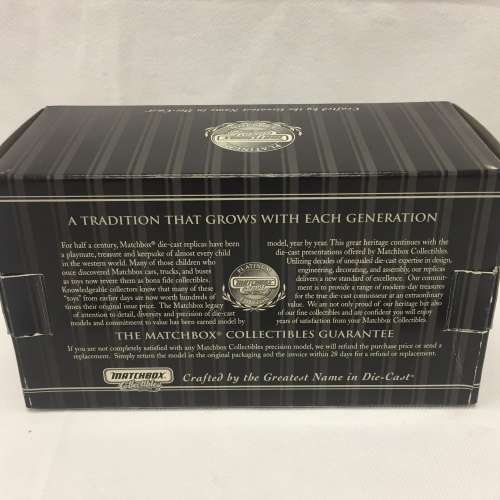 Crafted by the Greatest Name in Die-Cast
PLATINUM
A TRADITION THAT GROWS WITH EACH GENERATION
For half a century, Matchbox® die-cast replicas have been
a playmate, treasure and keepsake of almost every child
in the western world. Many of those children who
once discovered Matchbox cars, trucks, and buses
as toys now revere them as bona fide collectibles.
Knowledgeable collectors know that many of these
"toys" from earlier days are now worth hundreds of
times their original issue price. The Matchbox legacy
of attention to detail, diversity and precision of die-cast
models and commitment to value has been earned model by
PLATINUM
model, year by year. This great heritage continues with the
die-cast presentations offered by Matchbox Collectibles.
Utilizing decades of unequaled die-cast expertise in design,
engineering, decorating, and assembly, our replicas
delivers a new standard of excellence. Our commit-
ment is to provide a range of modern-day treasures
for the true die-cast connoisseur at an extraordinary
value. We are not only proud of our heritage but also
of our fine collectibles and are confident you will enjoy
years of satisfaction from your Matchbox Collectibles.
THE MATCHBOX® COLLECTIBLES GUARANTEE
If you are not completely satisfied with any Matchbox Collectibles precision model, we will refund the purchase price or send a
replacement. Simply return the model in the original packaging and the invoice within 28 days for a refund or replacement.
MATCHBOX
Collectibles
Crafted by the Greatest Name in Die-Cast™